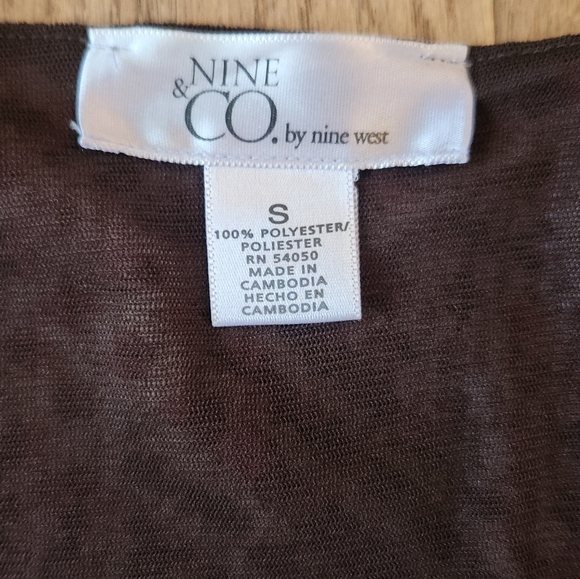 NINE
& CO. by nine west
S
100% POLYESTER/
POLIESTER
RN 54050
MADE IN
CAMBODIA
HECHO EN
CAMBODIA